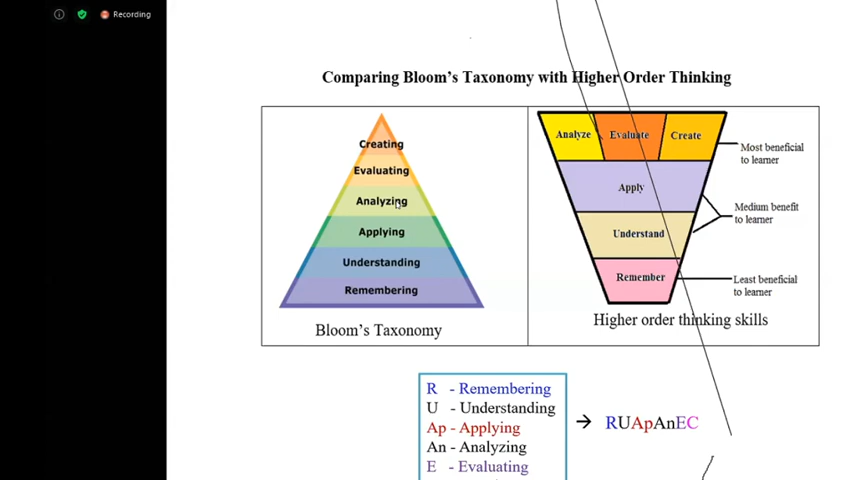 Recording
Comparing Bloom's Taxonomy with Higher Order Thinking
Creating
Evaluating
Analyzing
Applying
Understanding
Remembering
Bloom's Taxonomy
Analyze Evaluate Create
Apply
Understand
Remember
Most beneficial
to learner
Medium benefit
to learner
Least beneficial
to learner
Higher order thinking skills
R - Remembering
U - Understanding
Ap - Applying
An - Analyzing
E - Evaluating
→ RUApAnEC